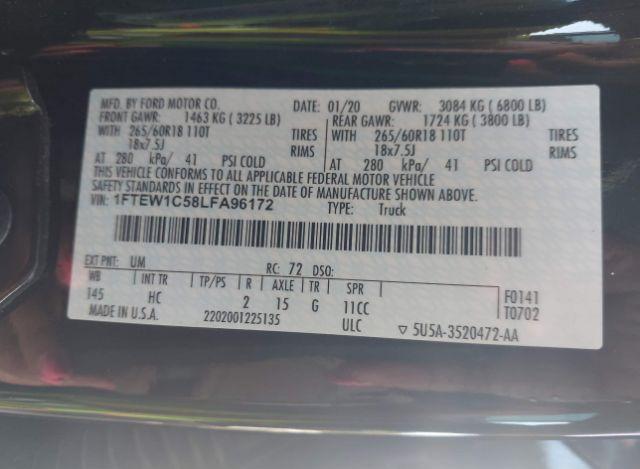 MFD. BY FORD MOTOR CO. DATE: 01/20 GVWR: 3084 KG ( 6800 LB)
FRONT GAWR: 1463 KG ( 3225 LB) REAR GAWR: 1724 KG ( 3800 LB)
WITH 265/60R18 110T TIRES WITH 265/60R18 110T TIRES
18x7.5J RIMS 18x7.5J RIMS
AT 280 kPa/ 41 PSI COLD AT 280 kPa/ 41 PSI COLD
THIS VEHICLE CONFORMS TO ALL APPLICABLE FEDERAL MOTOR VEHICLE
SAFETY STANDARDS IN EFFECT ON THE DATE OF MANUFACTURE SHOWN ABOVE.
VIN: 1FTEW1C58LFA96172 TYPE: Truck
EXT PNT: UM RC: 72 DSO:
WB INT TR TP/PS R AXLE TR SPR
145 HC 2 15 G 11CC F0141
T0702
MADE IN U.S.A. 2202001225135 ULC ▽ 5U5A-3520472-AA